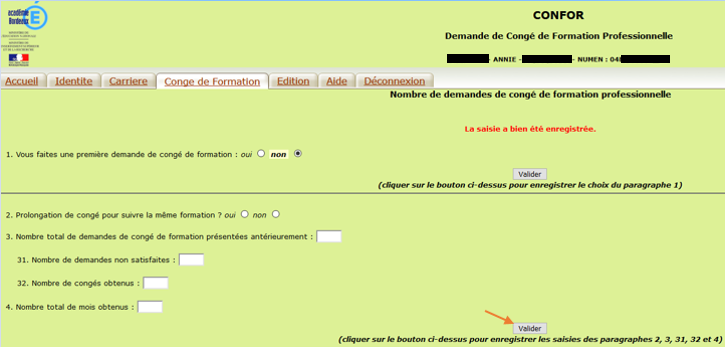 CONFOR
académie
Bordeaux
Demande de Congé de Formation Professionnelle
- ANNIE - - NUMEN : 04
Accueil Identite Carriere Conge de Formation Edition Aide Déconnexion
Nombre de demandes de congé de formation professionnelle
La saisie a bien été enregistrée.
1. Vous faites une première demande de congé de formation : oui non
Valider
(cliquer sur le bouton ci-dessus pour enregistrer le choix du paragraphe 1)
2. Prolongation de congé pour suivre la même formation ? oui non
3. Nombre total de demandes de congé de formation présentées antérieurement :
31. Nombre de demandes non satisfaites :
32. Nombre de congés obtenus :
4. Nombre total de mois obtenus :
Valider
(cliquer sur le bouton ci-dessus pour enregistrer les saisies des paragraphes 2, 3, 31, 32 et 4)